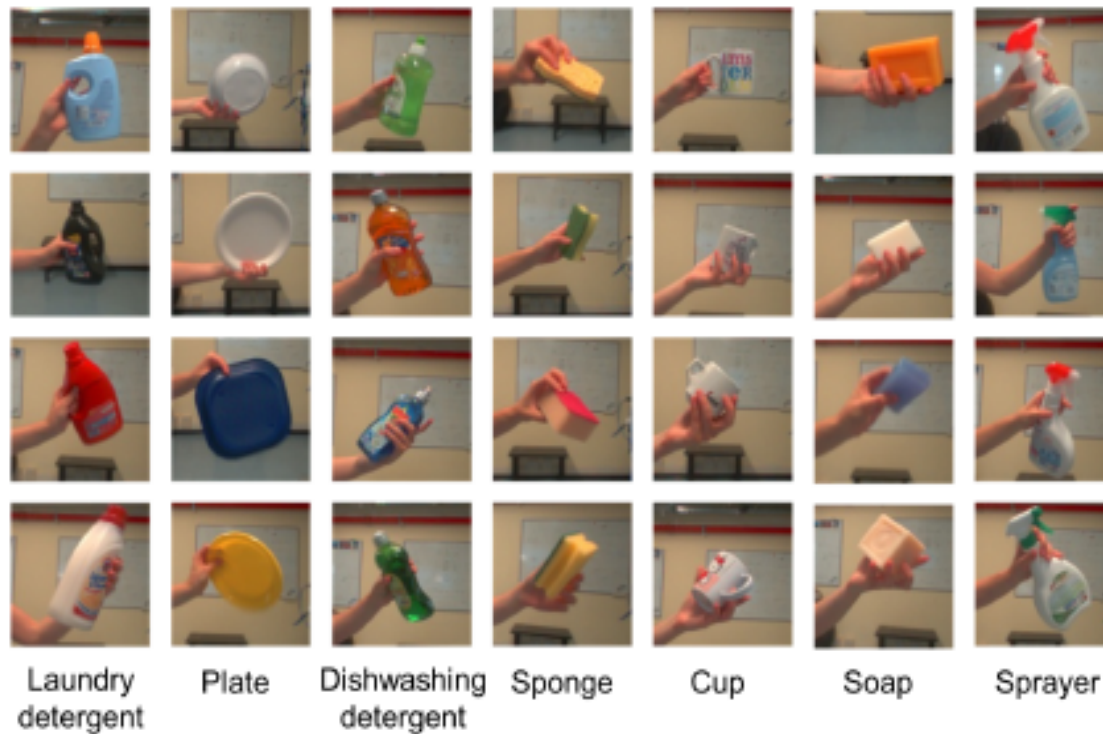 Laundry
detergent
Plate
Dishwashing
detergent
Sponge
Cup
Soap
Sprayer